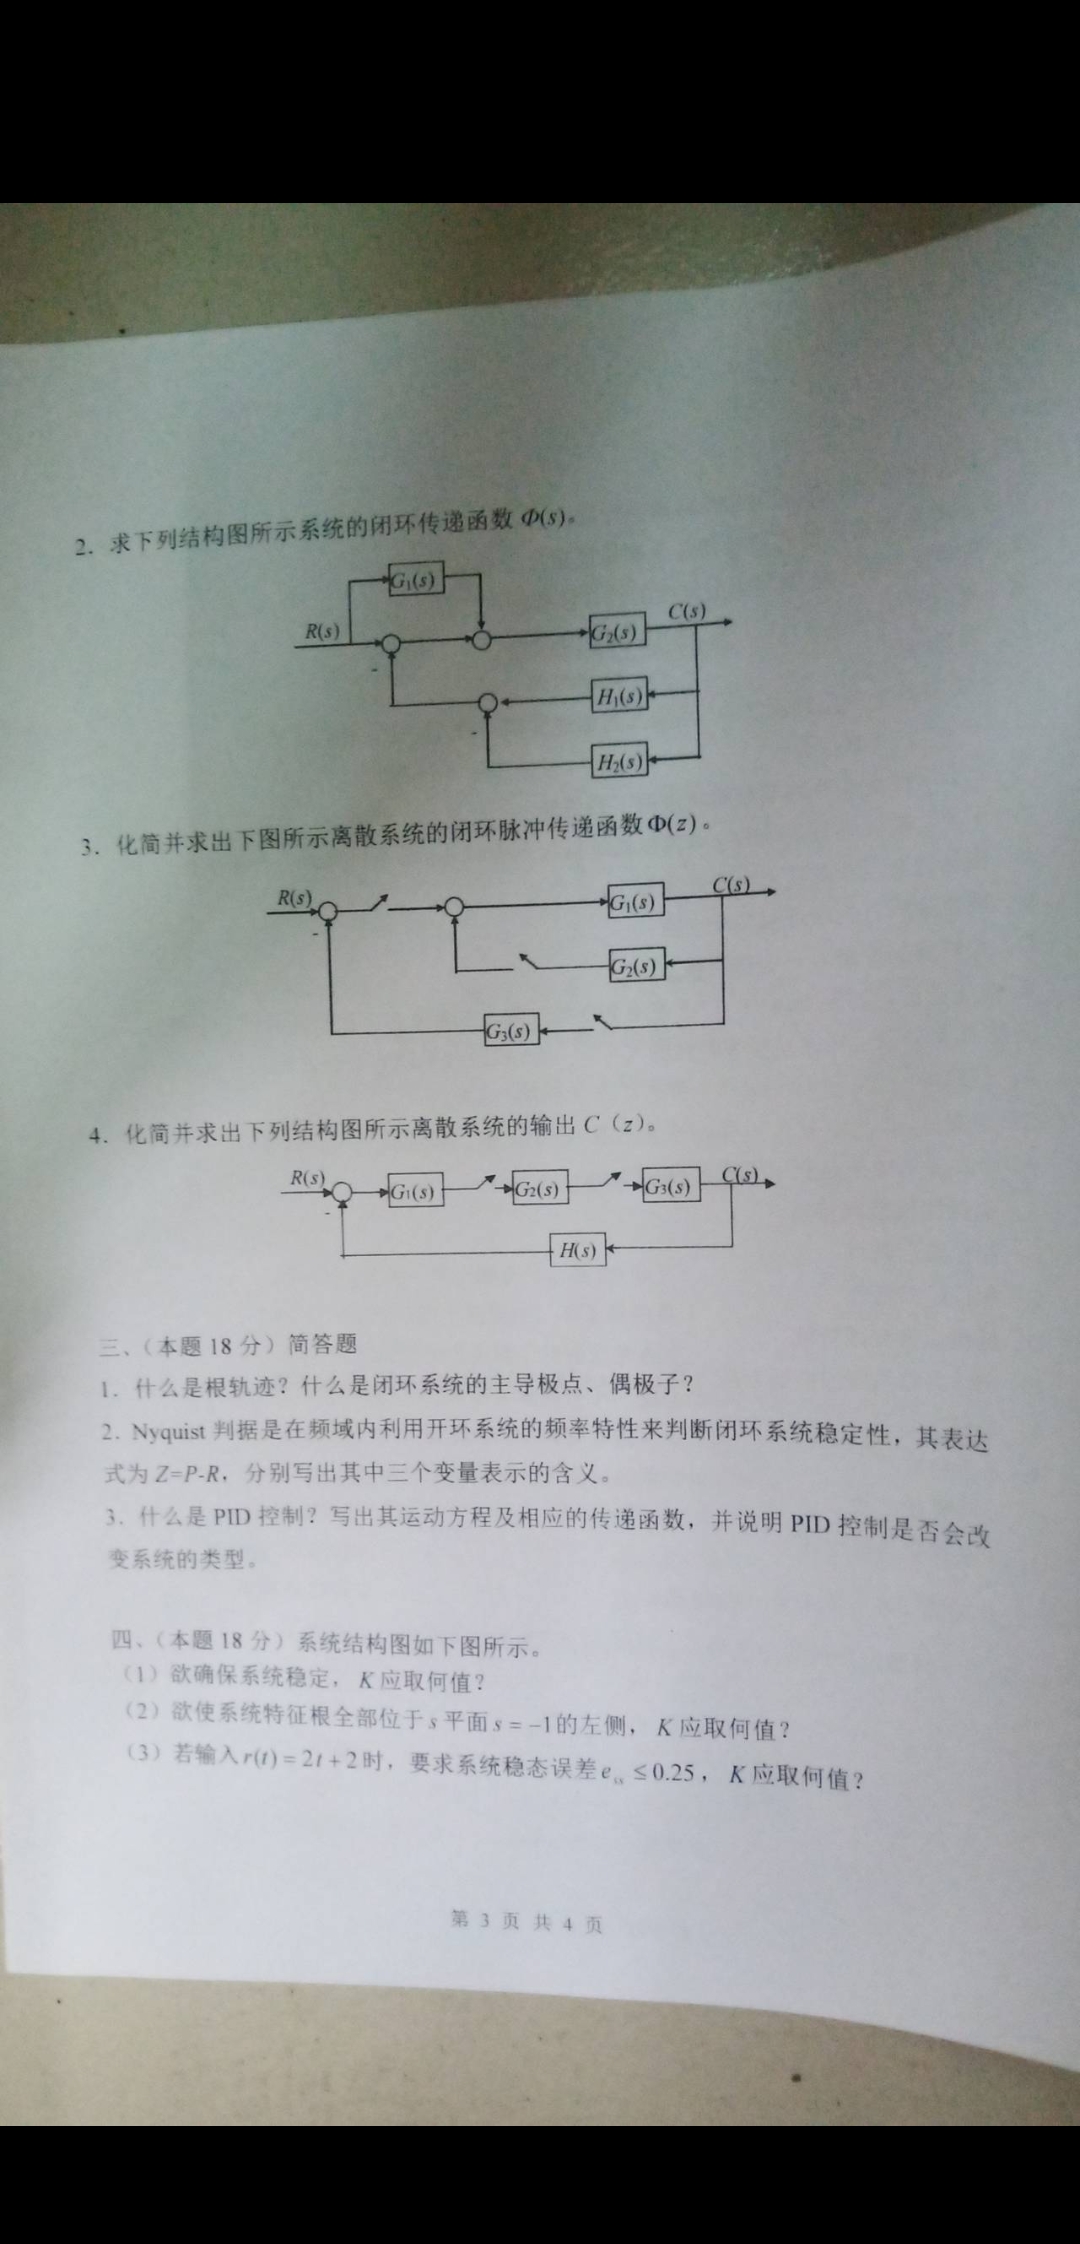 2. 求下列结构图所示系统的闭环传递函数 Φ(s)。
G₁(s)
R(s)
G₂(s)
C(s)
-
H₁(s)
-
H₂(s)
3. 化简并求出下图所示离散系统的闭环脉冲传递函数Φ(z)。
R(s)
G₁(s)
C(s)
-
G₂(s)
G₃(s)
4. 化简并求出下列结构图所示离散系统的输出 C（z）。
R(s)
G₁(s)
G₂(s)
G₃(s)
C(s)
-
H(s)
三、（本题 18 分）简答题
1. 什么是根轨迹？什么是闭环系统的主导极点、偶极子？
2. Nyquist 判据是在频域内利用开环系统的频率特性来判断闭环系统稳定性，其表达
式为 Z=P-R，分别写出其中三个变量表示的含义。
3. 什么是 PID 控制？写出其运动方程及相应的传递函数，并说明 PID 控制是否会改
变系统的类型。
四、（本题 18 分）系统结构图如下图所示。
（1）欲确保系统稳定，K 应取何值？
（2）欲使系统特征根全部位于 s 平面 s = -1 的左侧，K 应取何值？
（3）若输入 r(t) = 2t + 2 时，要求系统稳态误差 eₛₛ ≤ 0.25，K 应取何值？
第 3 页 共 4 页